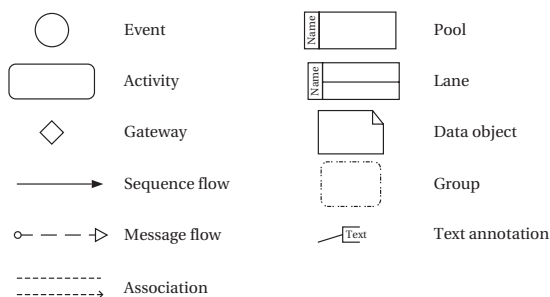 Event
Activity
Gateway
Sequence flow
Message flow
Association
Name
Pool
Name
Lane
Data object
Group
Text
Text annotation